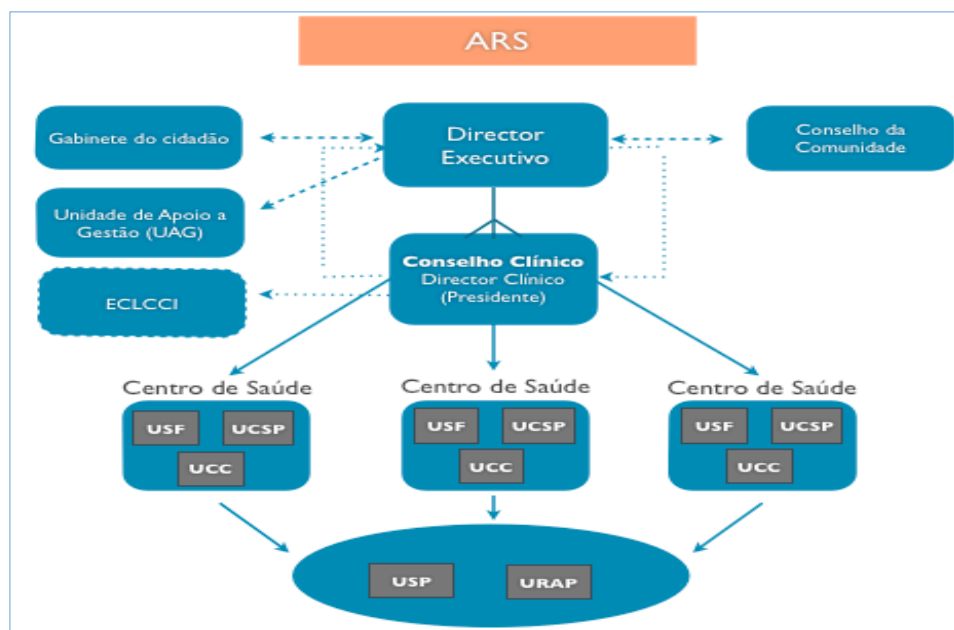 ARS
Gabinete do cidadão
Director
Executivo
Conselho da
Comunidade
Unidade de Apoio a
Gestão (UAG)
Conselho Clínico
Director Clínico
(Presidente)
ECLCCI
Centro de Saúde
Centro de Saúde
Centro de Saúde
USF
UCSP
UCC
USF
UCSP
UCC
USF
UCSP
UCC
USP
URAP